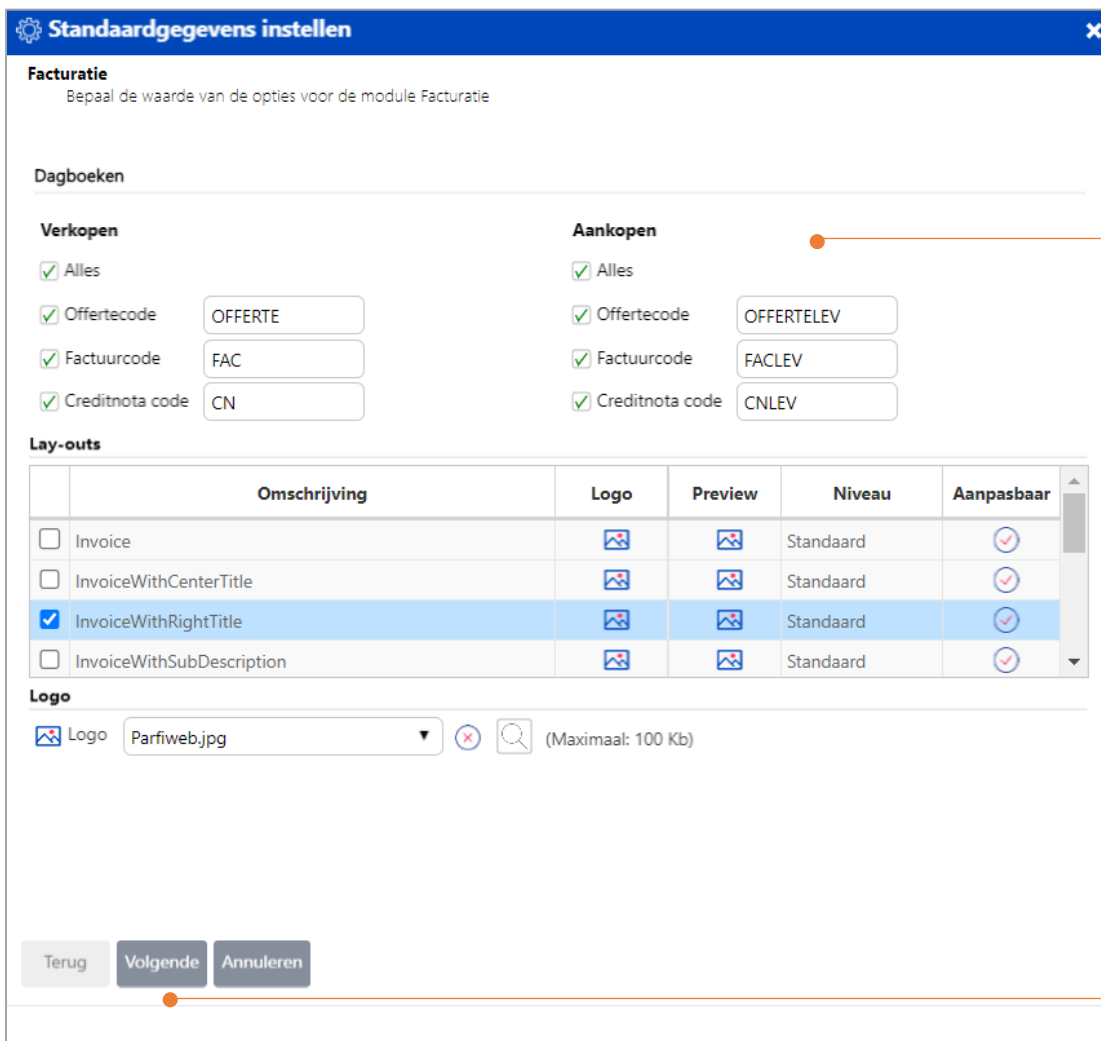 Standaardgegevens instellen
Facturatie
Bepaal de waarde van de opties voor de module Facturatie
Dagboeken
Verkopen
Alles
Offertecode OFFERTE
Factuurcode FAC
Creditnota code CN
Aankopen
Alles
Offertecode OFFERTELEV
Factuurcode FACLEV
Creditnota code CNLEV
Lay-outs
Omschrijving Logo Preview Niveau Aanpasbaar
Invoice Standaard
InvoiceWithCenterTitle Standaard
InvoiceWithRightTitle Standaard
InvoiceWithSubDescription Standaard
Logo
Logo Parfiweb.jpg (Maximaal: 100 Kb)
Terug Volgende Annuleren